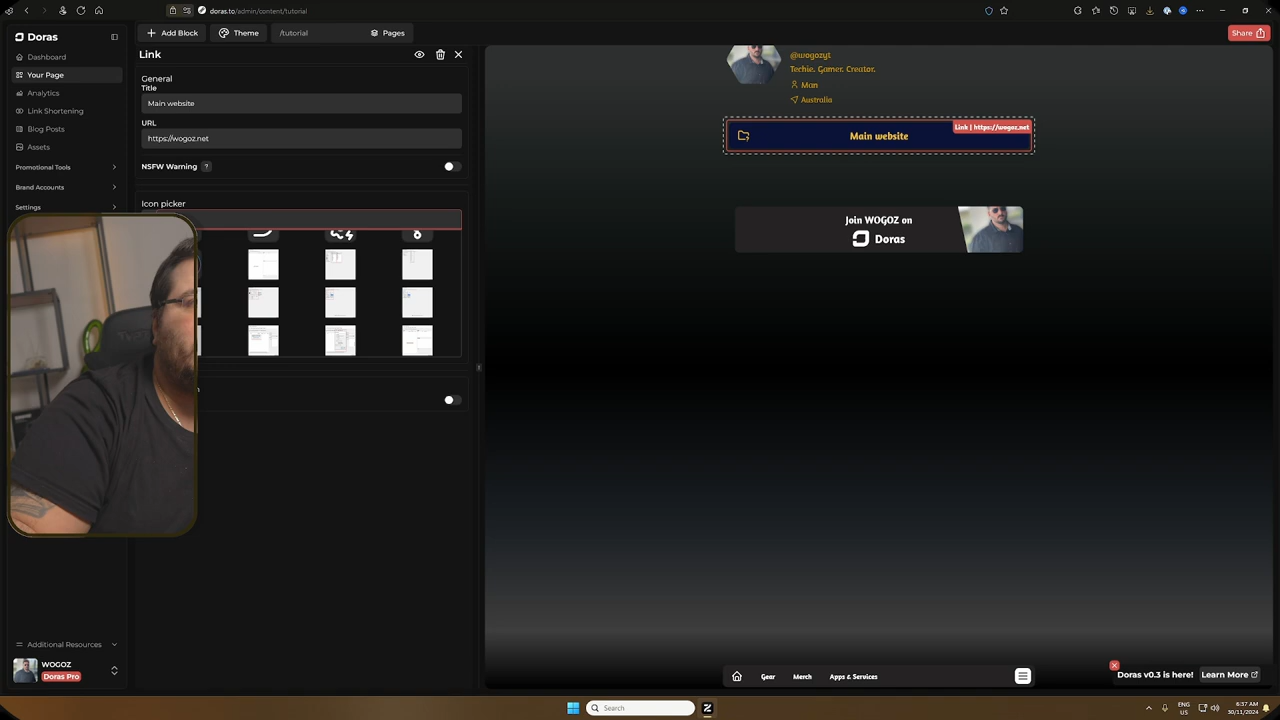 doras.to/admin/content/tutorial
Doras
Add Block
Theme
/tutorial
Pages
Share
Dashboard
Your Page
Analytics
Link Shortening
Blog Posts
Assets
Promotional Tools
Brand Accounts
Settings
Link
General
Title
Main website
URL
https://wogoz.net
NSFW Warning ?
Icon picker
@wogozyt
Techie. Gamer. Creator.
Man
Australia
Link | https://wogoz.net
Main website
Join WOGOZ on
Doras
Additional Resources
WOGOZ
Doras Pro
Gear
Merch
Apps & Services
Doras v0.3 is here!
Learn More
Search
ENG
US
6:37 AM
30/11/2024